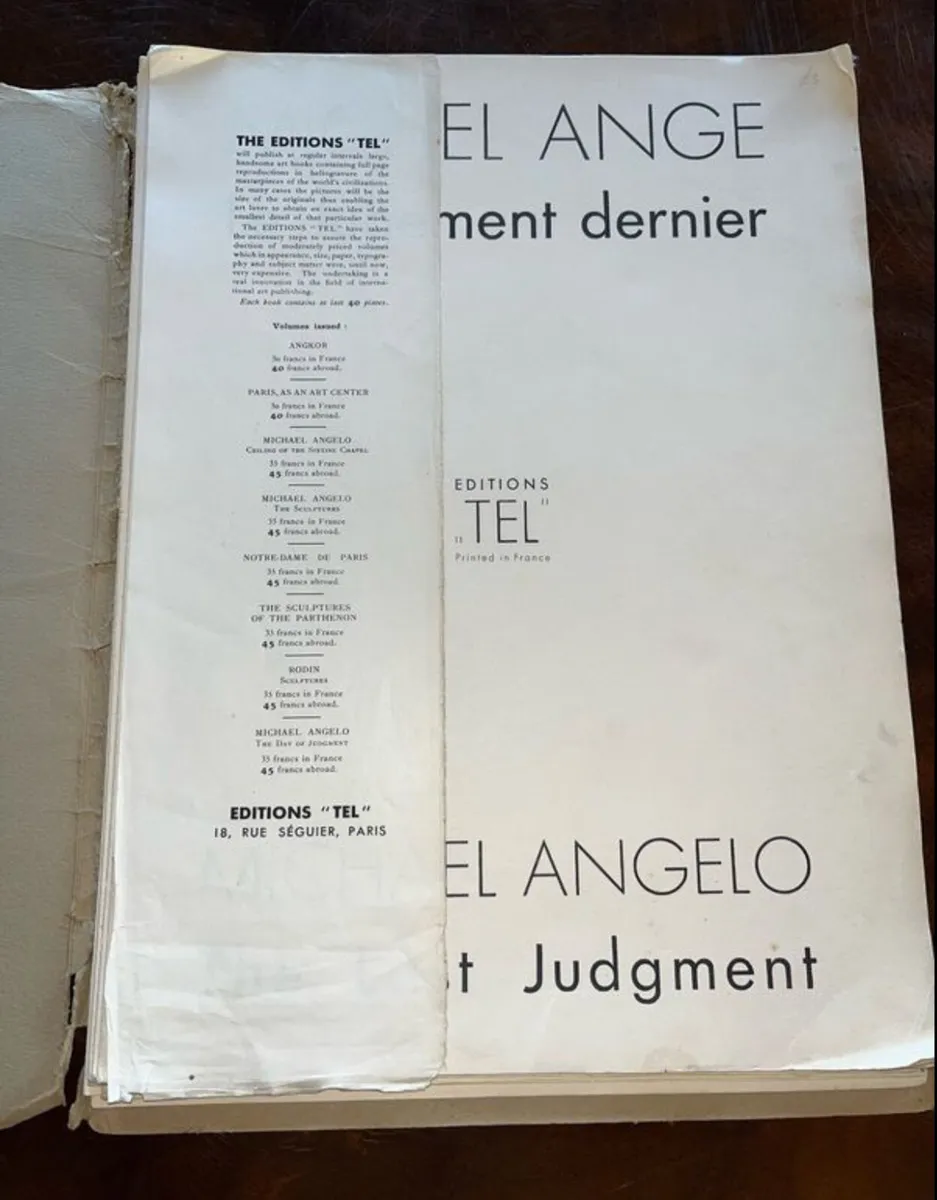 THE EDITIONS "TEL"
will publish at regular intervals large,
handsome art books containing full page
reproductions in heliogravure of the
masterpieces of the world's civilizations.
In many cases the pictures will be the
size of the originals thus enabling the
art lover to obtain an exact idea of the
smallest detail of that particular work.
The EDITIONS "TEL" have taken
the necessary steps to assure the repro-
duction of moderately priced volumes
which in appearance, size, paper, typogra-
phy and subject matter were, until now,
very expensive. The undertaking is a
real innovation in the field of interna-
tional art publishing.
Each book contains at last 40 plates.
Volumes issued :
ANGKOR
30 francs in France
40 francs abroad.
PARIS, AS AN ART CENTER
30 francs in France
40 francs abroad.
MICHAEL ANGELO
CEILING OF THE SIXTINE CHAPEL
35 francs in France
45 francs abroad.
MICHAEL ANGELO
THE SCULPTURES
35 francs in France
45 francs abroad.
NOTRE-DAME DE PARIS
35 francs in France
45 francs abroad.
THE SCULPTURES
OF THE PARTHENON
35 francs in France
45 francs abroad.
RODIN
SCULPTURES
35 francs in France
45 francs abroad.
MICHAEL ANGELO
THE DAY OF JUDGMENT
35 francs in France
45 francs abroad.
EDITIONS "TEL"
18, RUE SÉGUIER, PARIS
EL ANGE
ment dernier
EDITIONS
"TEL"
Printed in France
EL ANGELO
t Judgment